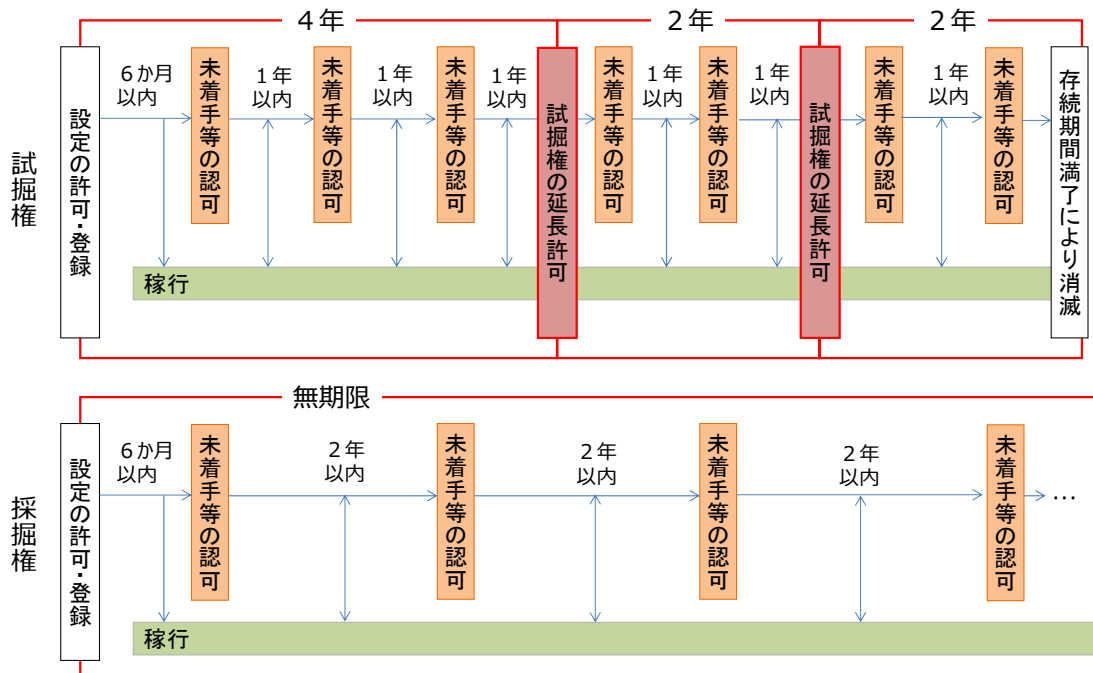 ４年
２年
２年
試掘権
設定の許可・登録
６か月
以内
未着手等の認可
１年
以内
未着手等の認可
１年
以内
未着手等の認可
１年
以内
試掘権の延長許可
未着手等の認可
１年
以内
未着手等の認可
１年
以内
試掘権の延長許可
未着手等の認可
１年
以内
未着手等の認可
存続期間満了により消滅
稼行
無期限
採掘権
設定の許可・登録
６か月
以内
未着手等の認可
２年
以内
未着手等の認可
２年
以内
未着手等の認可
２年
以内
未着手等の認可
…
稼行